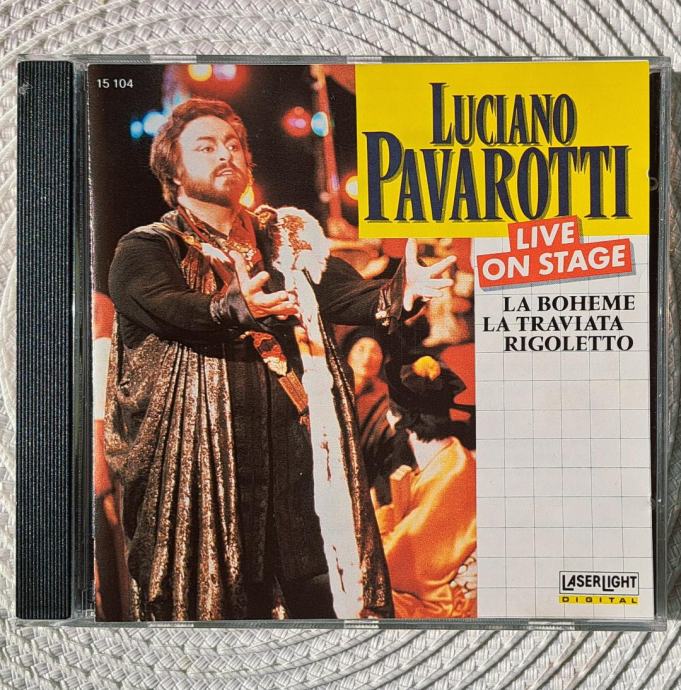 15 104
LUCIANO
PAVAROTTI
LIVE
ON STAGE
LA BOHEME
LA TRAVIATA
RIGOLETTO
LASERLIGHT
DIGITAL